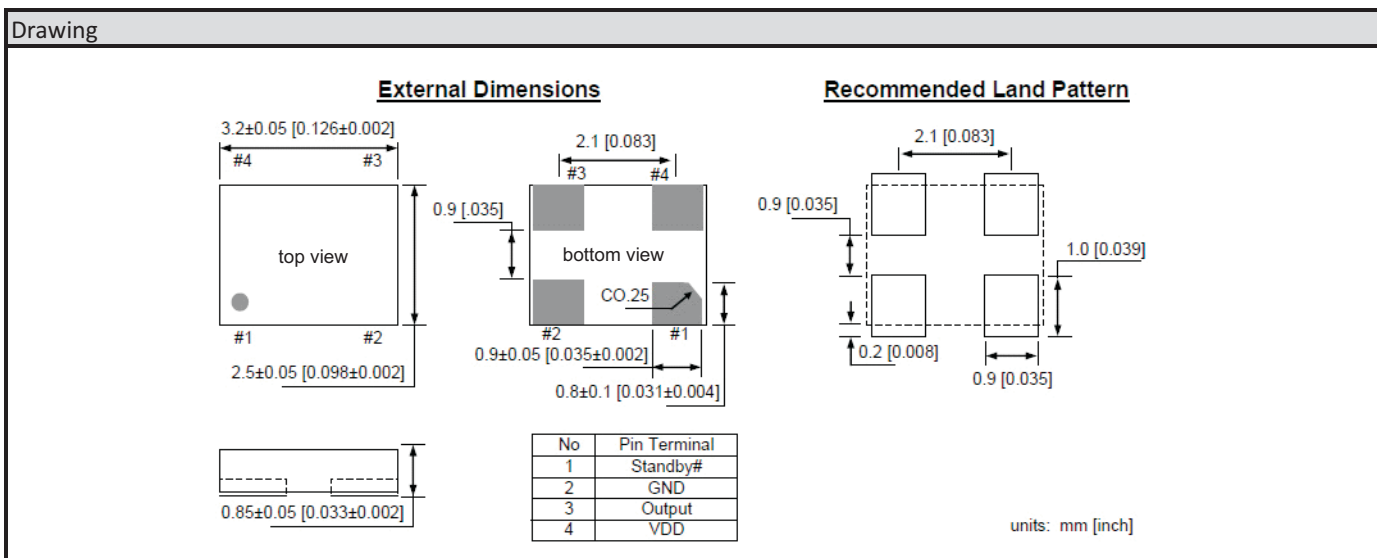 Drawing
External Dimensions
3.2±0.05 [0.126±0.002]
#4 #3
top view
#1 #2
2.5±0.05 [0.098±0.002]
2.1 [0.083]
#3 #4
0.9 [.035]
bottom view
CO.25
#2 #1
0.9±0.05 [0.035±0.002]
0.8±0.1 [0.031±0.004]
Recommended Land Pattern
2.1 [0.083]
0.9 [0.035]
1.0 [0.039]
0.2 [0.008]
0.9 [0.035]
0.85±0.05 [0.033±0.002]
No Pin Terminal
1 Standby#
2 GND
3 Output
4 VDD
units: mm [inch]